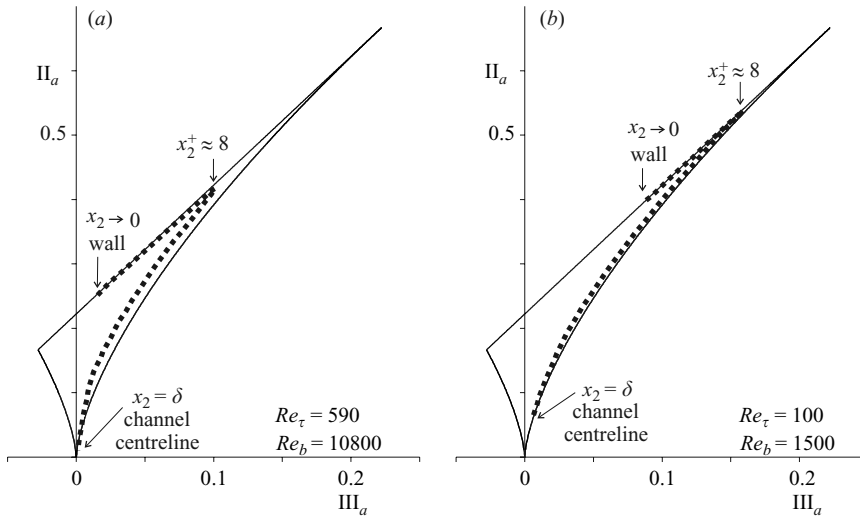 (a)
II_a
0.5
x_2^+ ≈ 8
x_2 → 0
wall
x_2 = δ
channel
centreline
Re_τ = 590
Re_b = 10800
0
0.1
0.2
III_a
(b)
II_a
0.5
x_2^+ ≈ 8
x_2 → 0
wall
x_2 = δ
channel
centreline
Re_τ = 100
Re_b = 1500
0
0.1
0.2
III_a